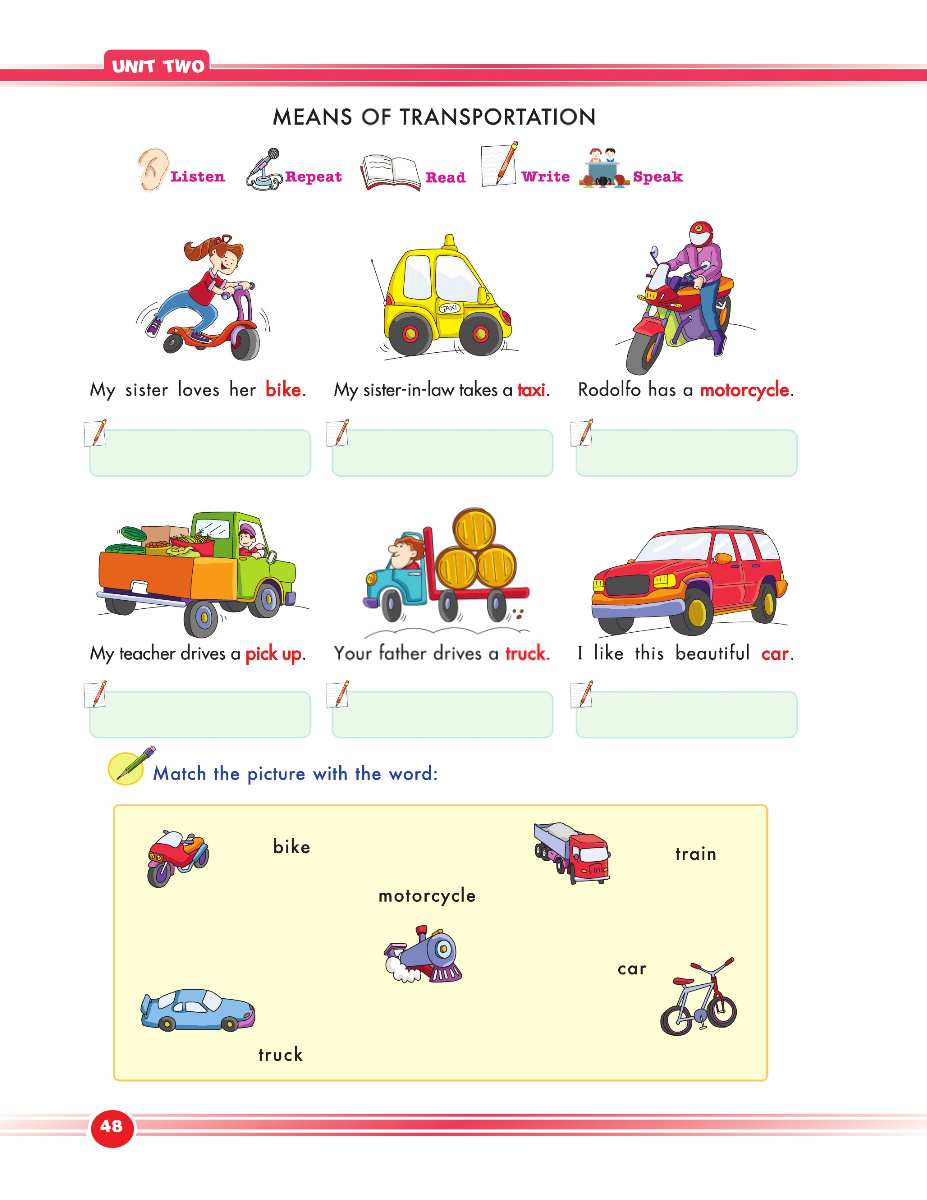 UNIT TWO
MEANS OF TRANSPORTATION
Listen Repeat Read Write Speak
TAXI
My sister loves her bike. My sister-in-law takes a taxi. Rodolfo has a motorcycle.
My teacher drives a pick up. Your father drives a truck. I like this beautiful car.
Match the picture with the word:
bike
train
motorcycle
car
truck
48